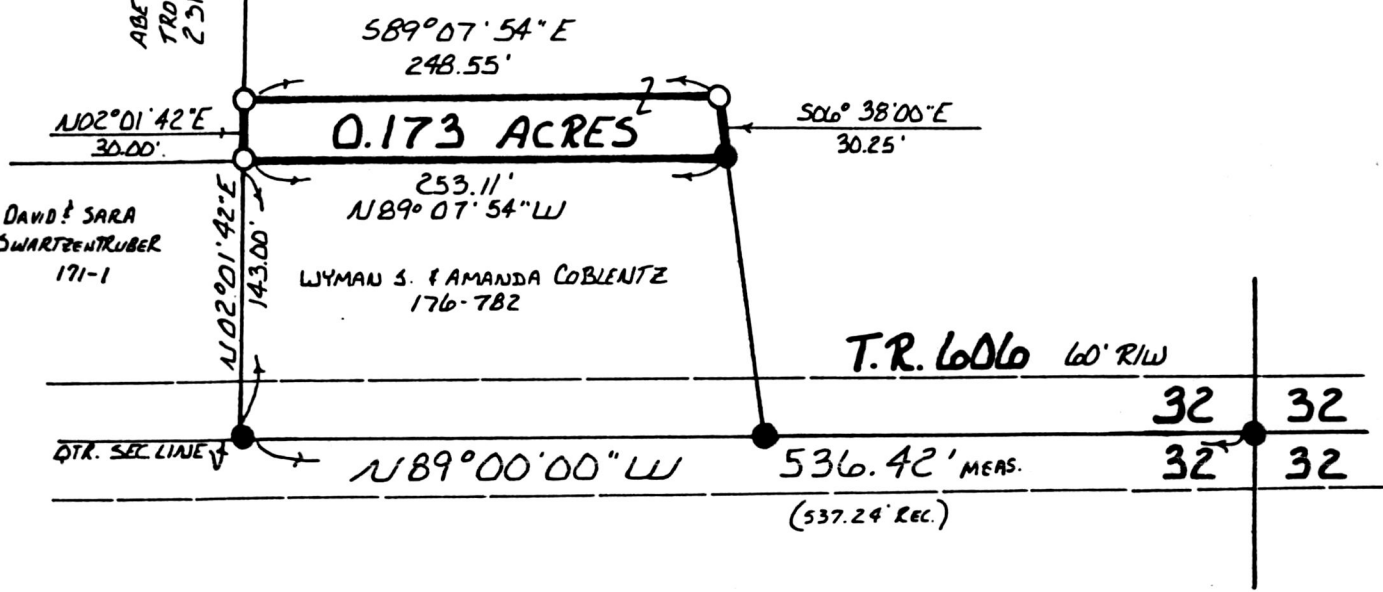 ABE
TRO
231
S89°07'54"E
248.55'
N02°01'42"E
30.00'
0.173 ACRES
S06°38'00"E
30.25'
253.11'
N89°07'54"W
DAVID & SARA
SWARTZENTRUBER
171-1
N02°01'42"E
143.00'
WYMAN S. & AMANDA COBLENTZ
176-782
T.R. 606 60' R/W
32 32
QTR. SEC LINE
N89°00'00"W 536.42' MEAS.
32 32
(537.24' REC.)